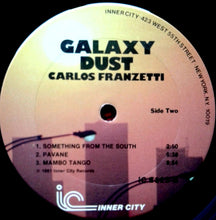 INNER CITY·423 WEST 55TH STREET·NEW YORK, N.Y. 10019
GALAXY
DUST
CARLOS FRANZETTI
Side Two
1. SOMETHING FROM THE SOUTH
2. PAVANE
3. MAMBO TANGO
℗ 1981 Inner City Records
ic INNER CITY